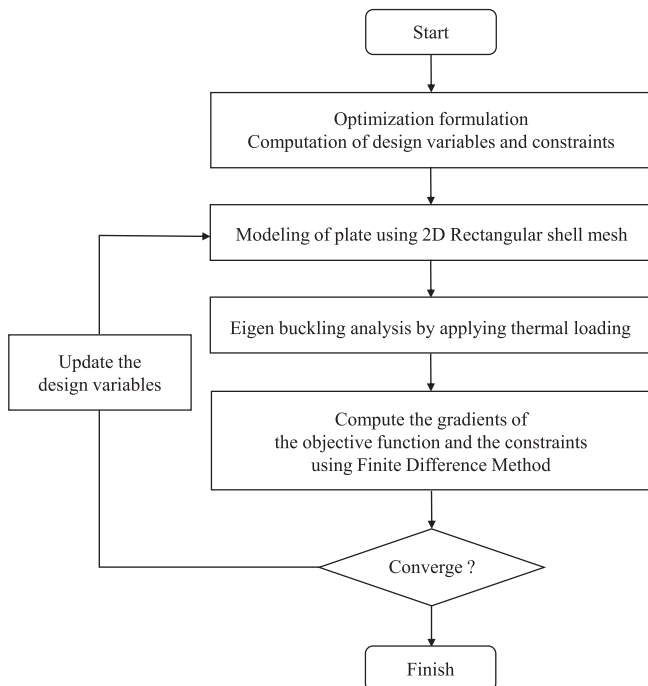 Start
Optimization formulation
Computation of design variables and constraints
Modeling of plate using 2D Rectangular shell mesh
Eigen buckling analysis by applying thermal loading
Update the
design variables
Compute the gradients of
the objective function and the constraints
using Finite Difference Method
Converge ?
Finish